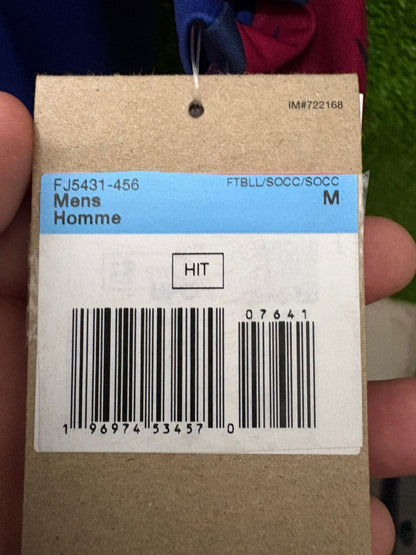 IM#722168
FJ5431-456 FTBLL/SOCC/SOCC
Mens M
Homme
HIT
07641
1 96974 53457 0